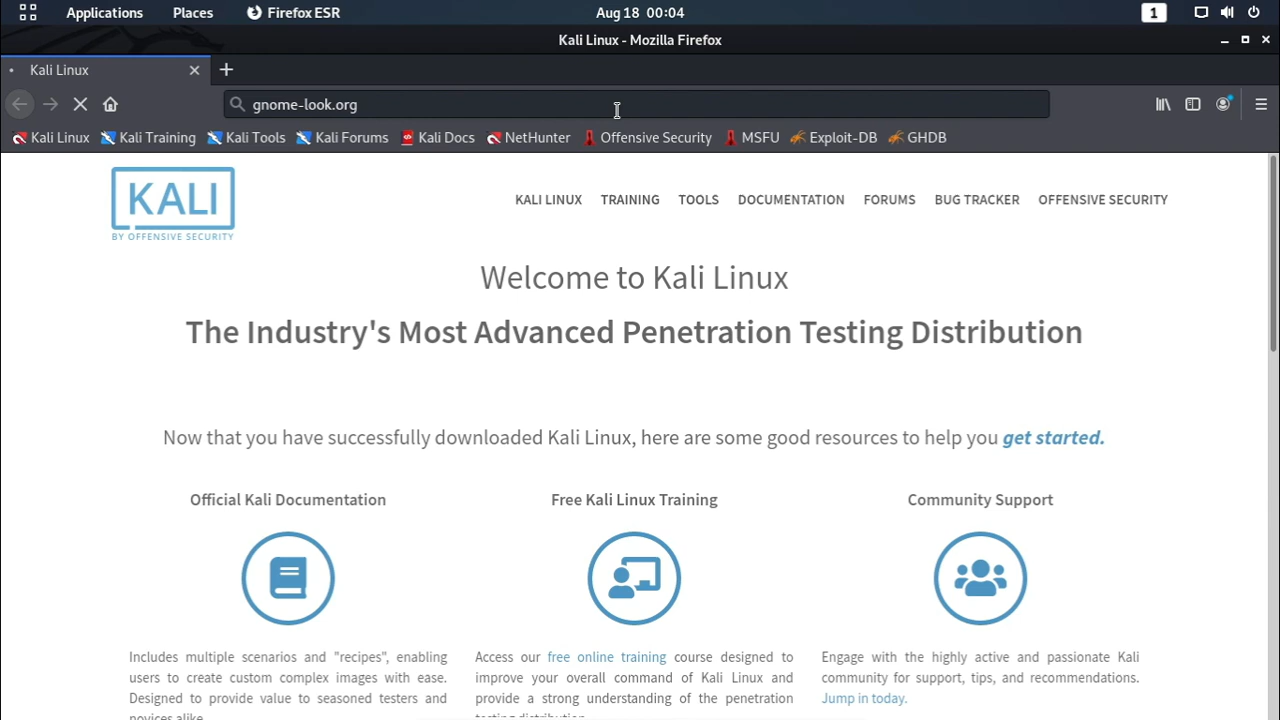 Applications Places Firefox ESR Aug 18 00:04 1
Kali Linux - Mozilla Firefox
Kali Linux
gnome-look.org
Kali Linux Kali Training Kali Tools Kali Forums Kali Docs NetHunter Offensive Security MSFU Exploit-DB GHDB
KALI
BY OFFENSIVE SECURITY
KALI LINUX TRAINING TOOLS DOCUMENTATION FORUMS BUG TRACKER OFFENSIVE SECURITY
Welcome to Kali Linux
The Industry's Most Advanced Penetration Testing Distribution
Now that you have successfully downloaded Kali Linux, here are some good resources to help you get started.
Official Kali Documentation
Includes multiple scenarios and "recipes", enabling
users to create custom complex images with ease.
Designed to provide value to seasoned testers and
novices alike.
Free Kali Linux Training
Access our free online training course designed to
improve your overall command of Kali Linux and
provide a strong understanding of the penetration
testing distribution.
Community Support
Engage with the highly active and passionate Kali
community for support, tips, and recommendations.
Jump in today.